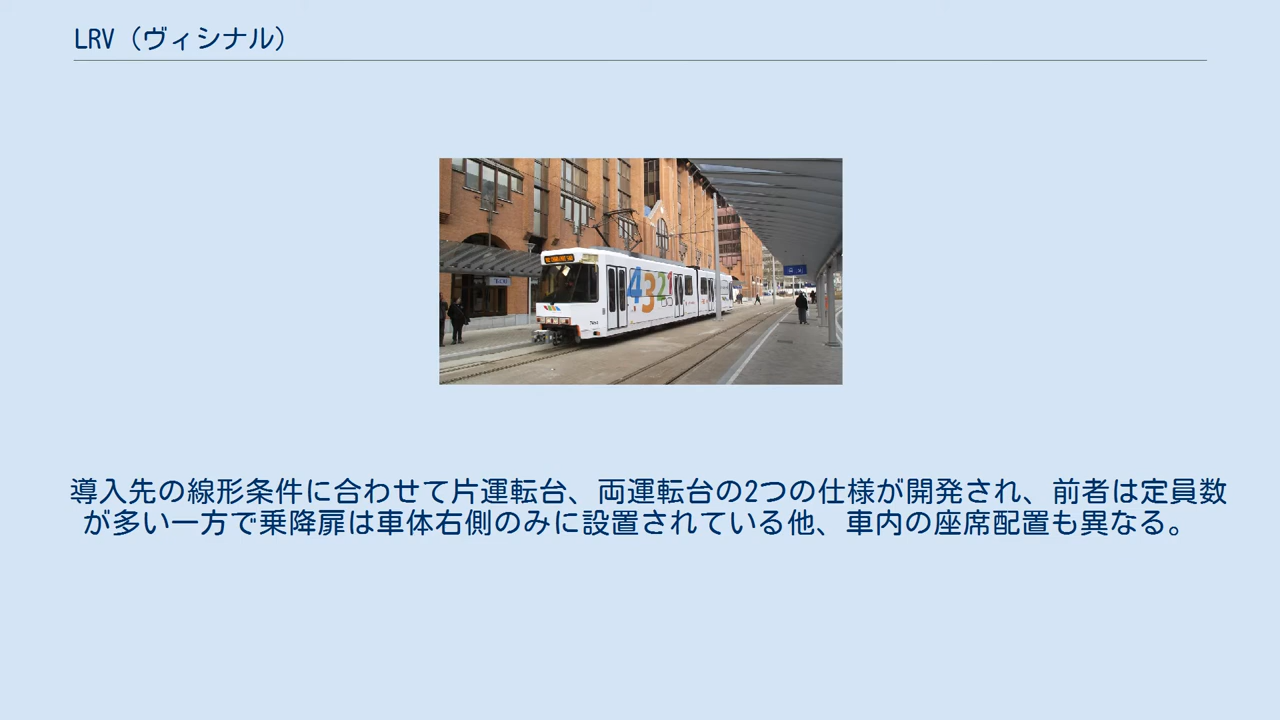 LRV（ヴィシナル）
4321
導入先の線形条件に合わせて片運転台、両運転台の2つの仕様が開発され、前者は定員数
が多い一方で乗降扉は車体右側のみに設置されている他、車内の座席配置も異なる。